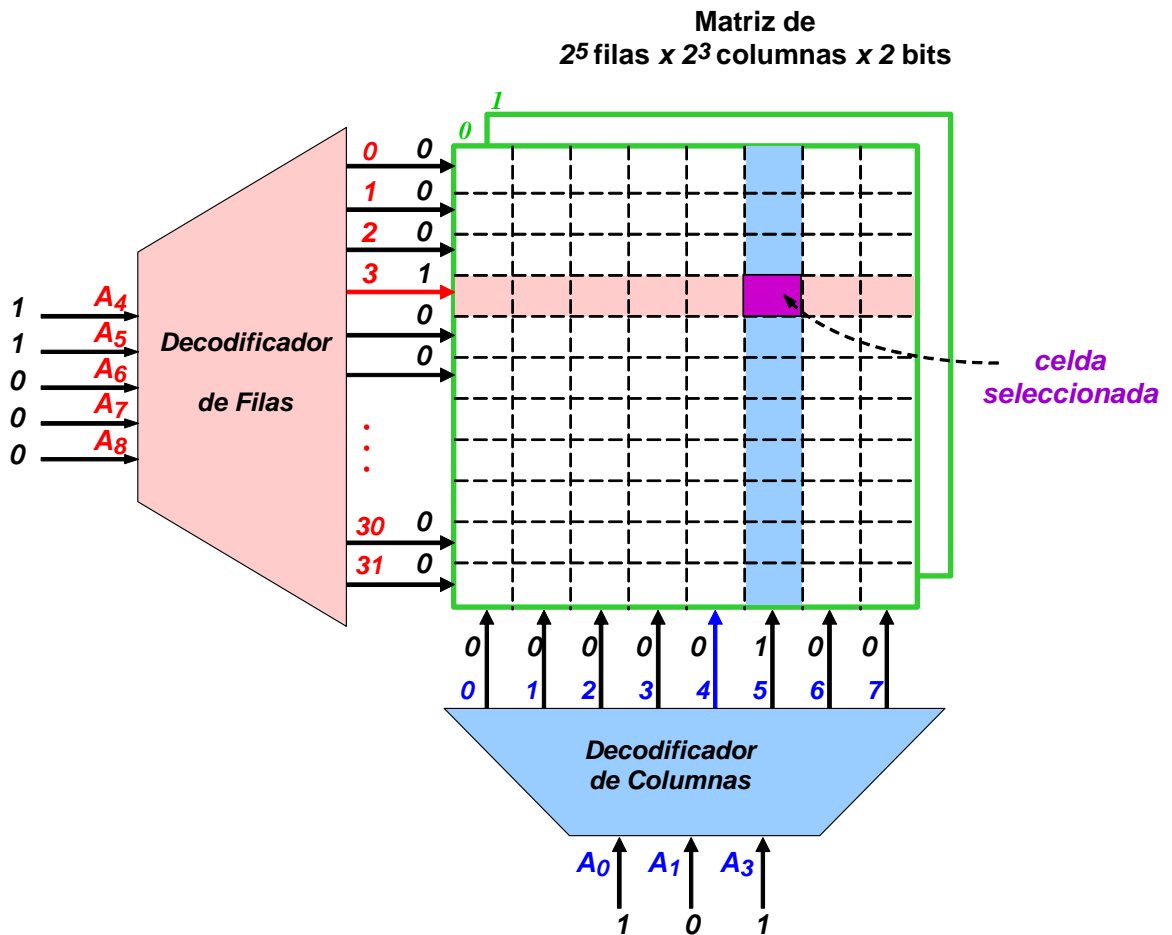 Matriz de
2⁵ filas x 2³ columnas x 2 bits
1
0
0 0
1 0
2 0
3 1
0
0
.
.
.
30 0
31 0
1 A4
1 A5
0 A6
0 A7
0 A8
Decodificador
de Filas
celda
seleccionada
0 0 0 0 0 1 0 0
0 1 2 3 4 5 6 7
Decodificador
de Columnas
A0 A1 A3
1 0 1